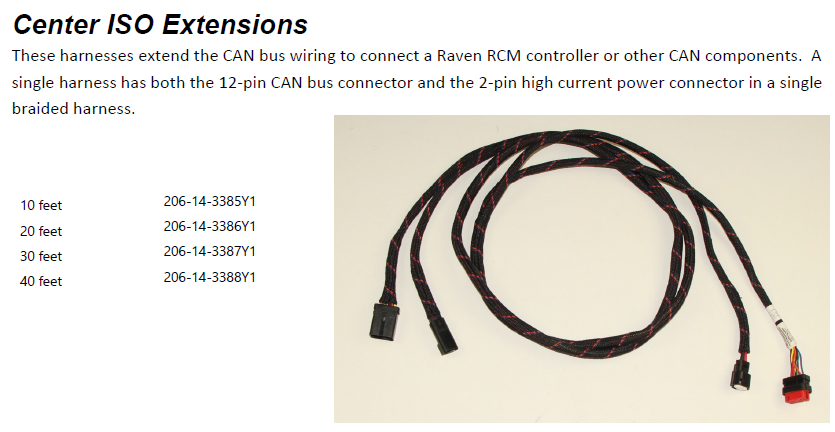 Center ISO Extensions
These harnesses extend the CAN bus wiring to connect a Raven RCM controller or other CAN components. A
single harness has both the 12-pin CAN bus connector and the 2-pin high current power connector in a single
braided harness.
10 feet 206-14-3385Y1
20 feet 206-14-3386Y1
30 feet 206-14-3387Y1
40 feet 206-14-3388Y1